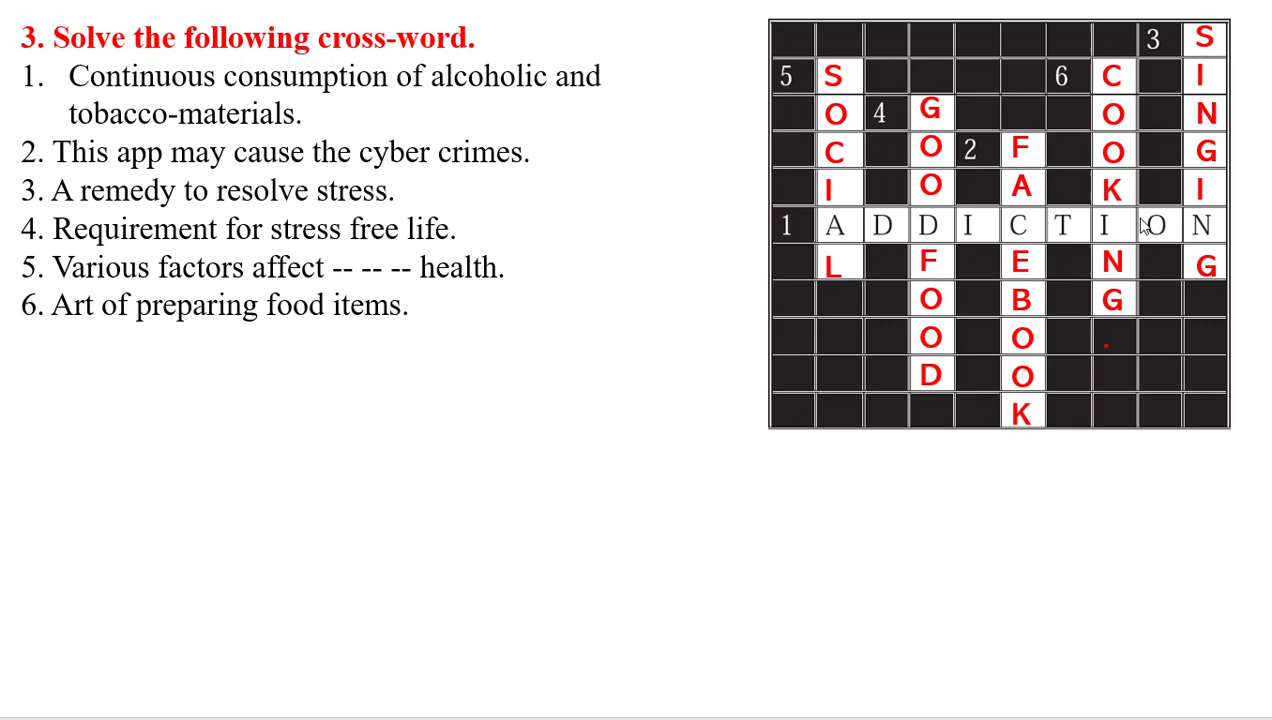 3. Solve the following cross-word.
1. Continuous consumption of alcoholic and
tobacco-materials.
2. This app may cause the cyber crimes.
3. A remedy to resolve stress.
4. Requirement for stress free life.
5. Various factors affect -- -- -- health.
6. Art of preparing food items.
3 S
5 S 6 C I
O 4 G O N
C O 2 F O G
I O A K I
1 A D D I C T I O N
L F E N G
O B G
O O .
D O
K